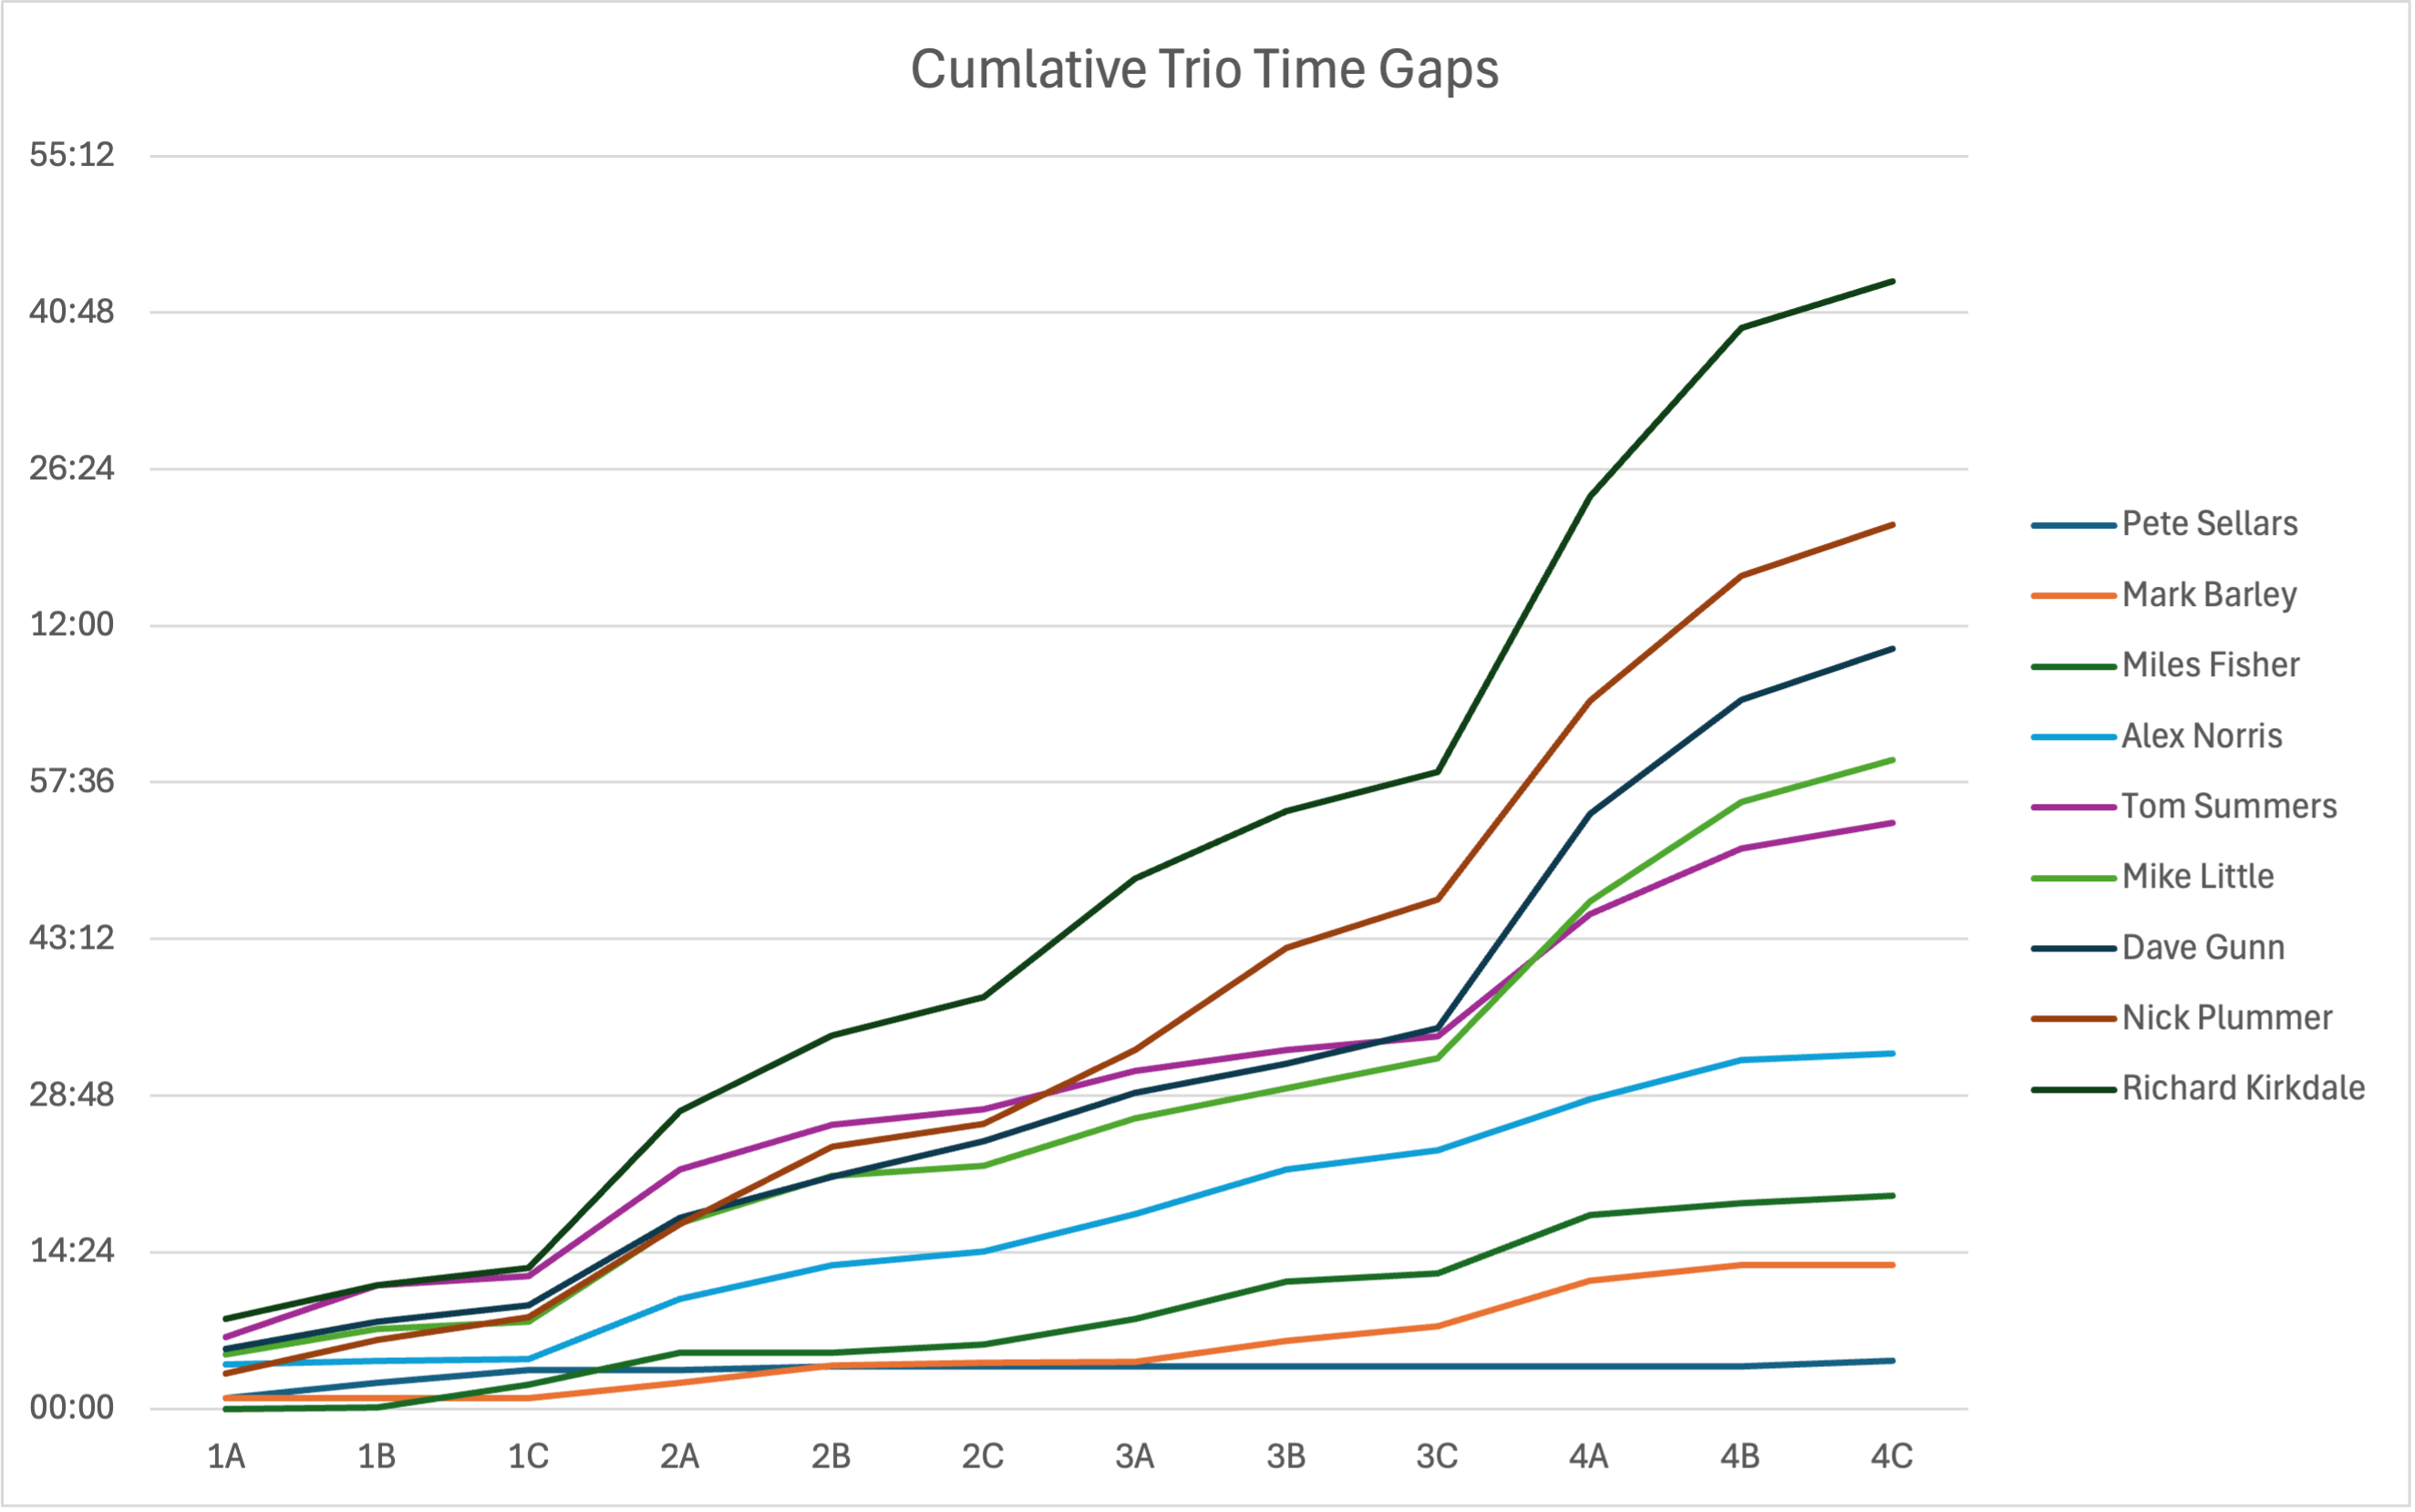 Cumlative Trio Time Gaps
55:12
40:48
26:24
12:00
57:36
43:12
28:48
14:24
00:00
1A 1B 1C 2A 2B 2C 3A 3B 3C 4A 4B 4C
Pete Sellars
Mark Barley
Miles Fisher
Alex Norris
Tom Summers
Mike Little
Dave Gunn
Nick Plummer
Richard Kirkdale